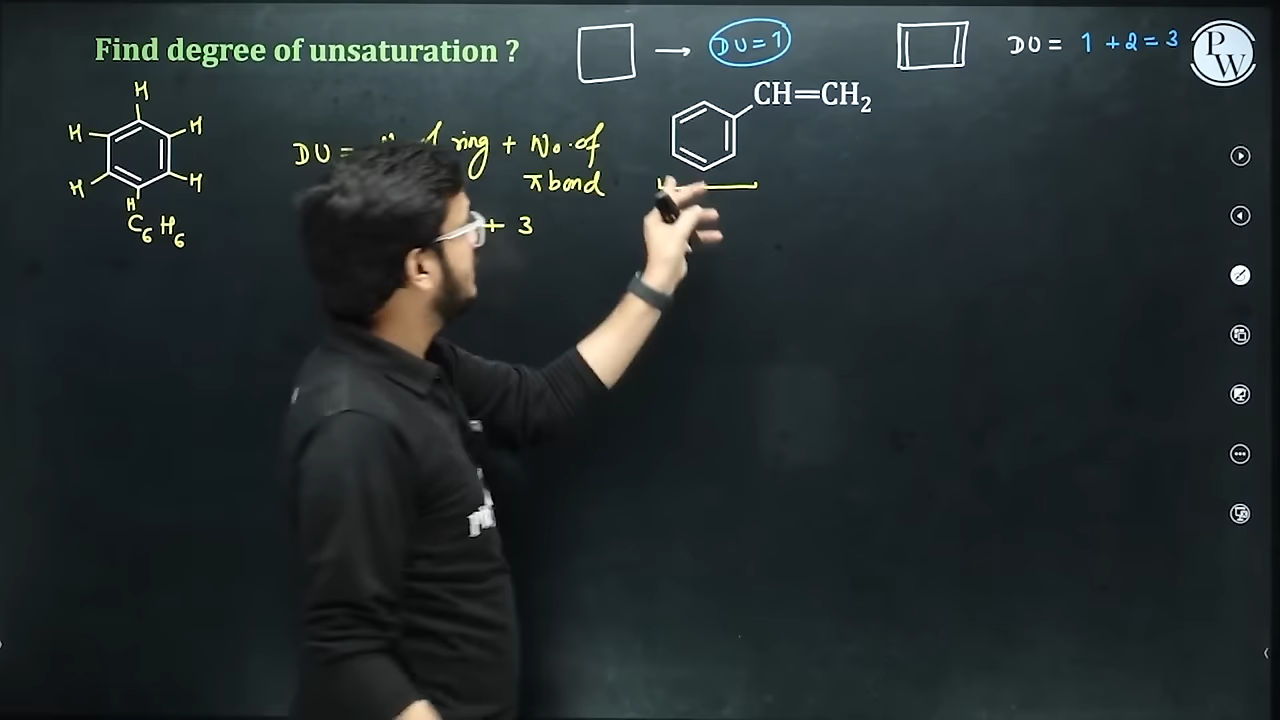 Find degree of unsaturation ?
DU = 1
DU = 1 + 2 = 3
PW
CH=CH₂
H
H H
H H
H
C₆H₆
DU = ring + No. of
π bond
+ 3